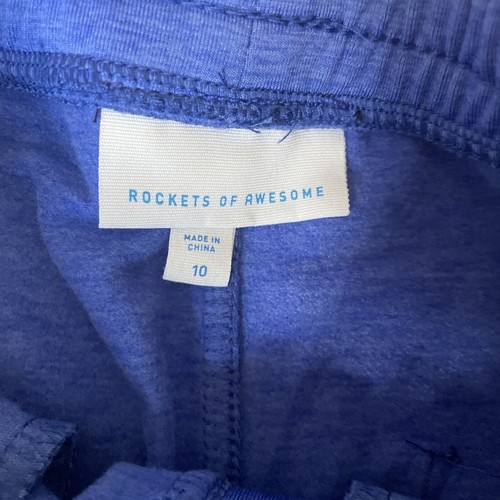 ROCKETS OF AWESOME
MADE IN
CHINA
10